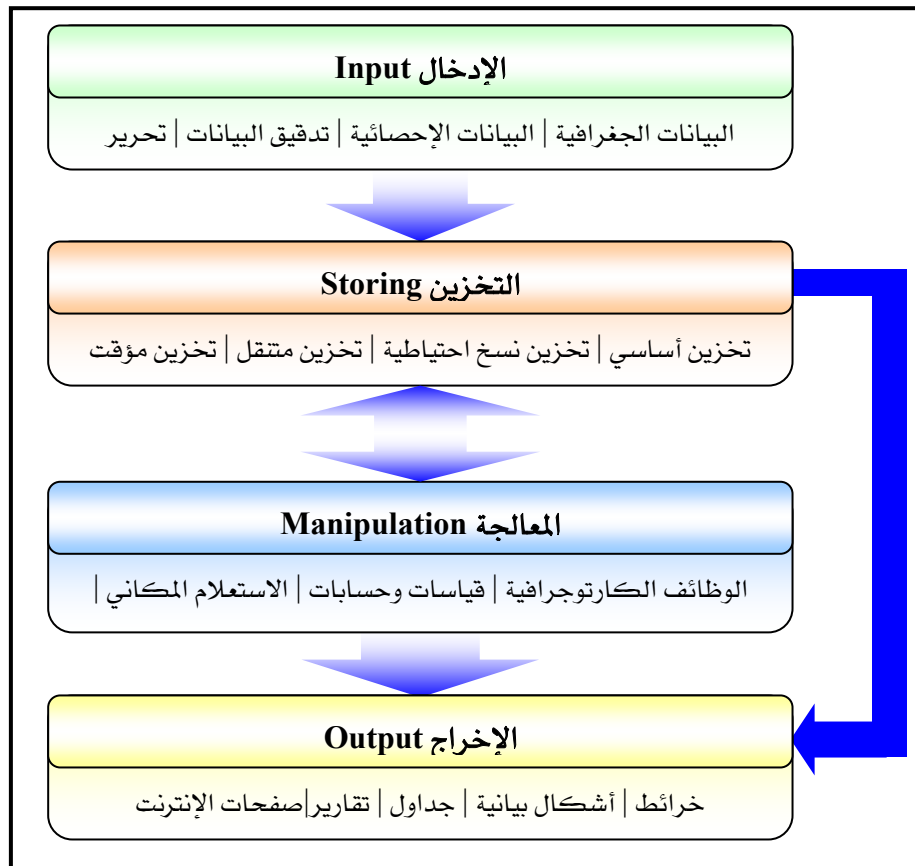 الإدخال Input
البيانات الجغرافية | البيانات الإحصائية | تدقيق البيانات | تحرير
التخزين Storing
تخزين أساسي | تخزين نسخ احتياطية | تخزين متنقل | تخزين مؤقت
المعالجة Manipulation
الوظائف الكارتوجرافية | قياسات وحسابات | الاستعلام المكاني |
الإخراج Output
خرائط | أشكال بيانية | جداول | تقارير|صفحات الإنترنت